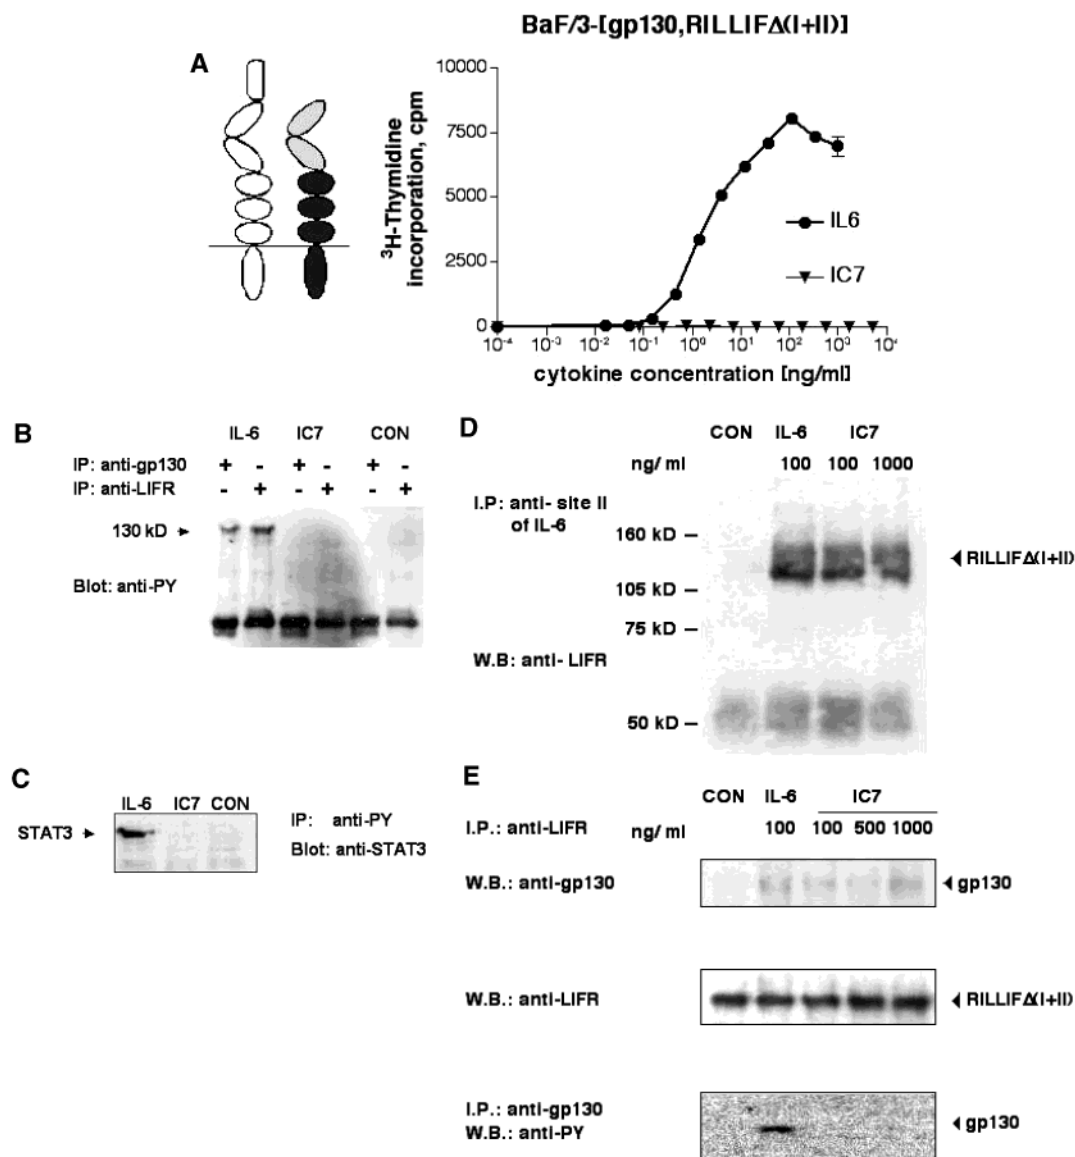 BaF/3-[gp130,RILLIFΔ(I+II)]
A
³H-Thymidine
incorporation, cpm
10000
7500
5000
2500
0
IL6
IC7
10⁻⁴ 10⁻³ 10⁻² 10⁻¹ 10⁰ 10¹ 10² 10³ 10⁴
cytokine concentration [ng/ml]
B
IL-6 IC7 CON
IP: anti-gp130 + - + - + -
IP: anti-LIFR - + - + - +
130 kD
Blot: anti-PY
C
IL-6 IC7 CON
STAT3
IP: anti-PY
Blot: anti-STAT3
D
CON IL-6 IC7
ng/ ml 100 100 1000
I.P: anti- site II
of IL-6
160 kD
RILLIFΔ(I+II)
105 kD
75 kD
W.B: anti- LIFR
50 kD
E
CON IL-6 IC7
I.P.: anti-LIFR ng/ ml 100 100 500 1000
W.B.: anti-gp130 gp130
W.B.: anti-LIFR RILLIFΔ(I+II)
I.P.: anti-gp130
W.B.: anti-PY
gp130